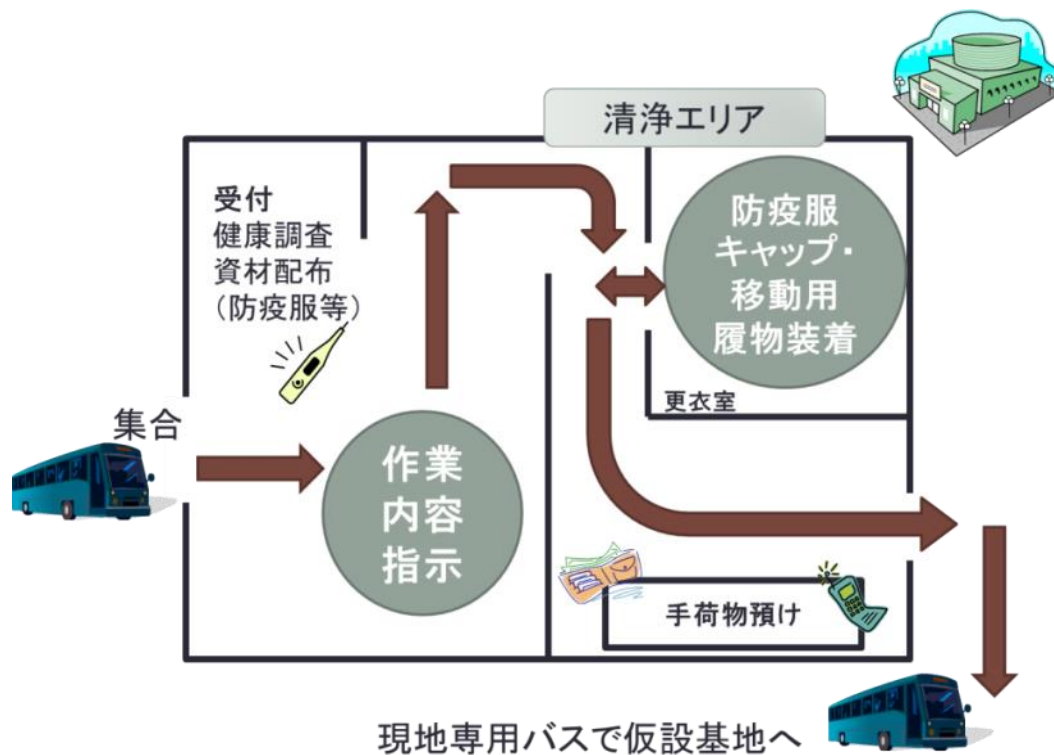 清浄エリア
受付
健康調査
資材配布
（防疫服等）
集合
作業
内容
指示
防疫服
キャップ・
移動用
履物装着
更衣室
手荷物預け
現地専用バスで仮設基地へ